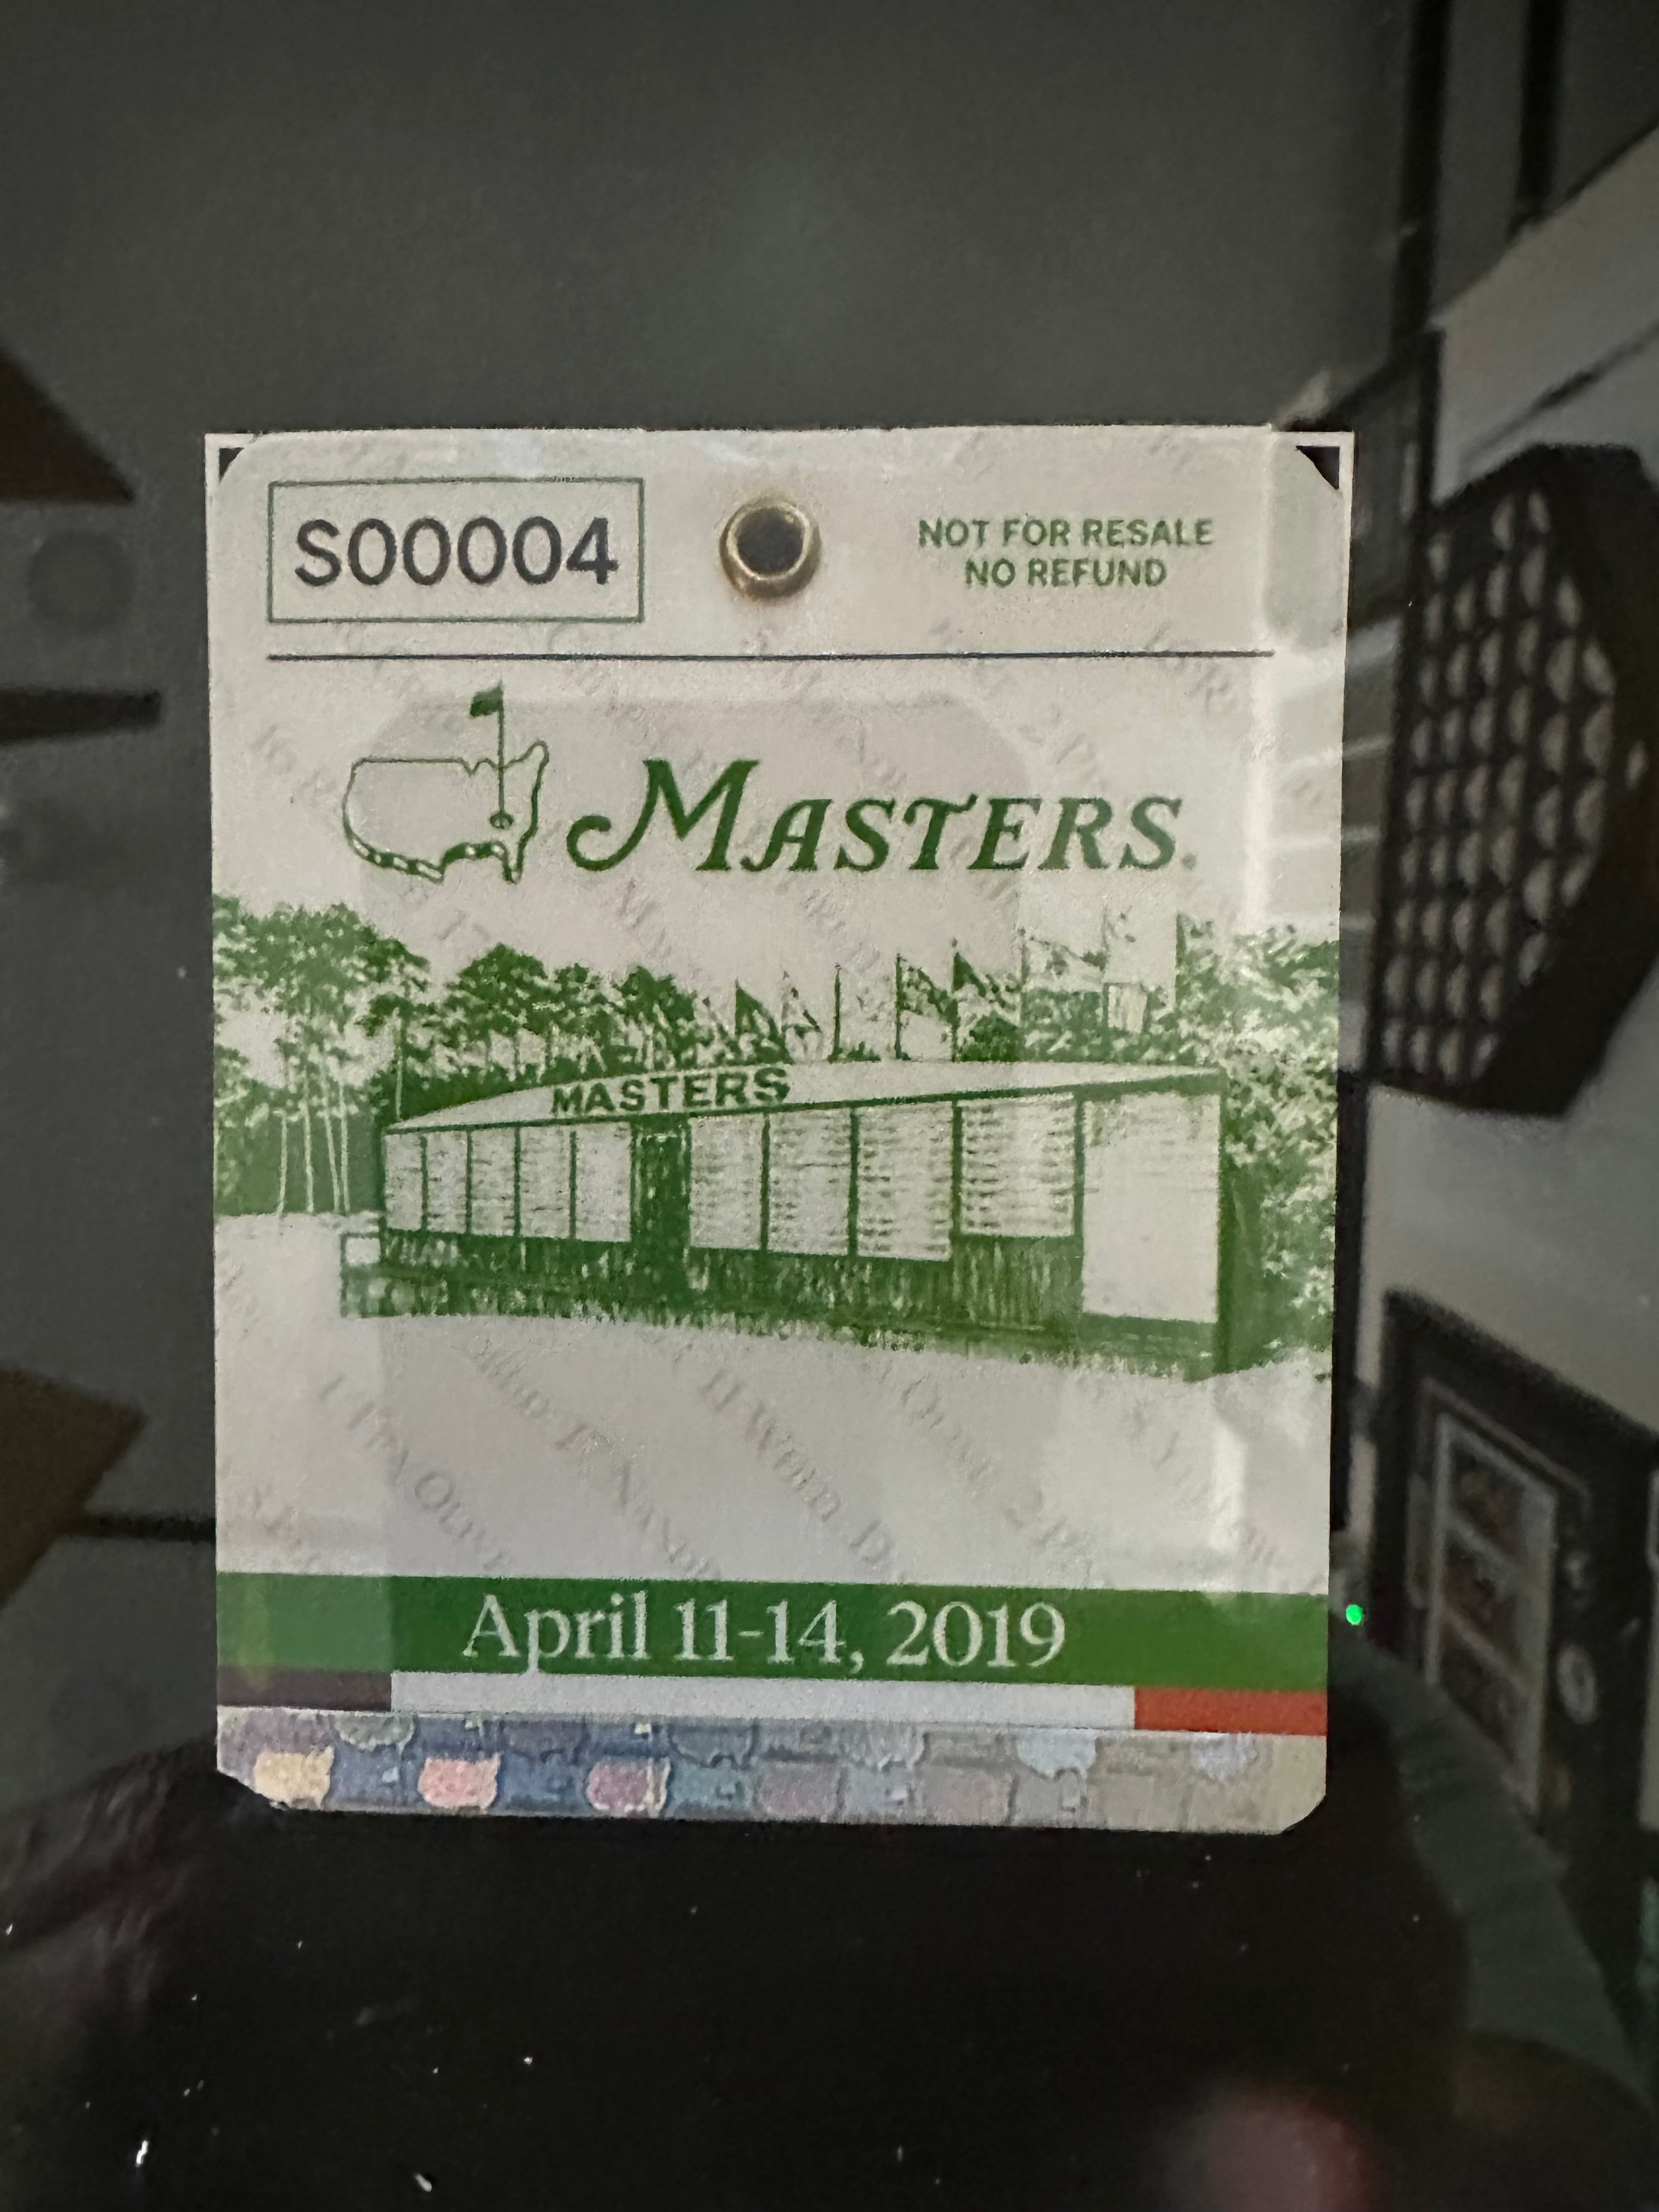 S00004
NOT FOR RESALE
NO REFUND
MASTERS
MASTERS
April 11-14, 2019